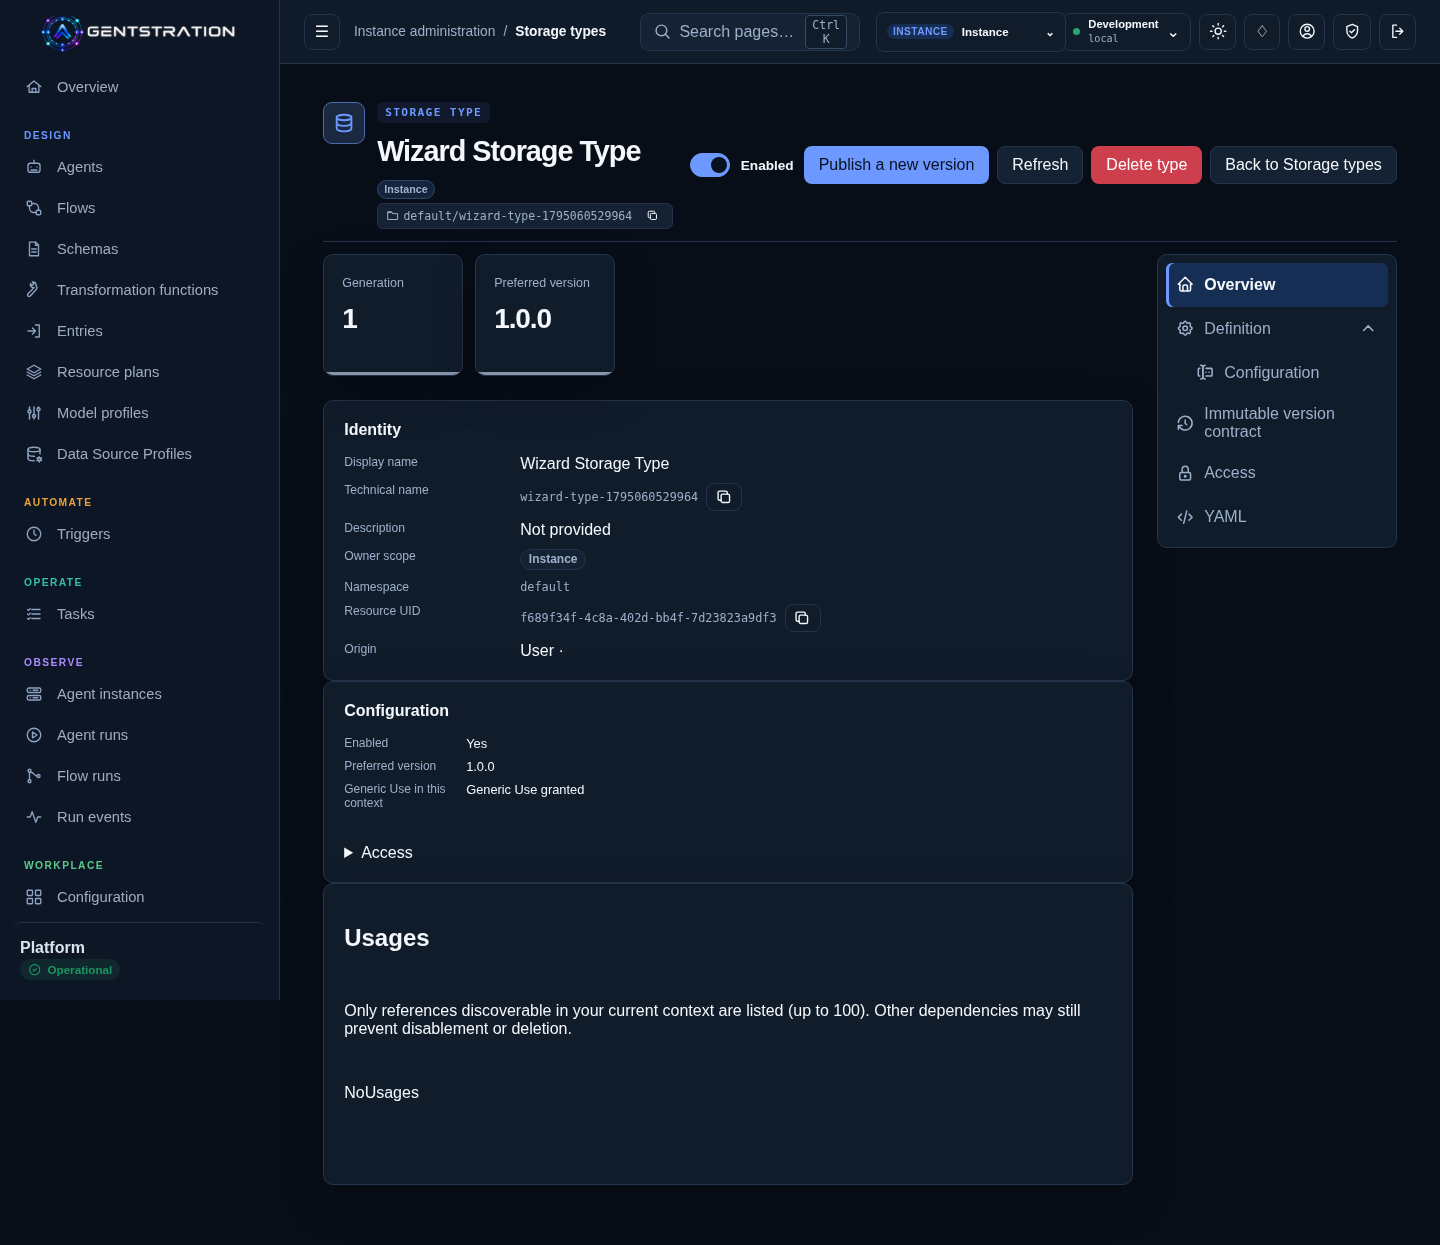 GENTSTRATION
Overview
DESIGN
Agents
Flows
Schemas
Transformation functions
Entries
Resource plans
Model profiles
Data Source Profiles
AUTOMATE
Triggers
OPERATE
Tasks
OBSERVE
Agent instances
Agent runs
Flow runs
Run events
WORKPLACE
Configuration
Platform
Operational
Instance administration / Storage types
Search pages…
Ctrl
K
INSTANCE Instance
Development
local
STORAGE TYPE
Wizard Storage Type
Instance
default/wizard-type-1795060529964
Enabled
Publish a new version
Refresh
Delete type
Back to Storage types
Generation
1
Preferred version
1.0.0
Identity
Display name Wizard Storage Type
Technical name wizard-type-1795060529964
Description Not provided
Owner scope Instance
Namespace default
Resource UID f689f34f-4c8a-402d-bb4f-7d23823a9df3
Origin User ·
Configuration
Enabled Yes
Preferred version 1.0.0
Generic Use in this Generic Use granted
context
Access
Usages
Only references discoverable in your current context are listed (up to 100). Other dependencies may still
prevent disablement or deletion.
NoUsages
Overview
Definition
Configuration
Immutable version
contract
Access
YAML